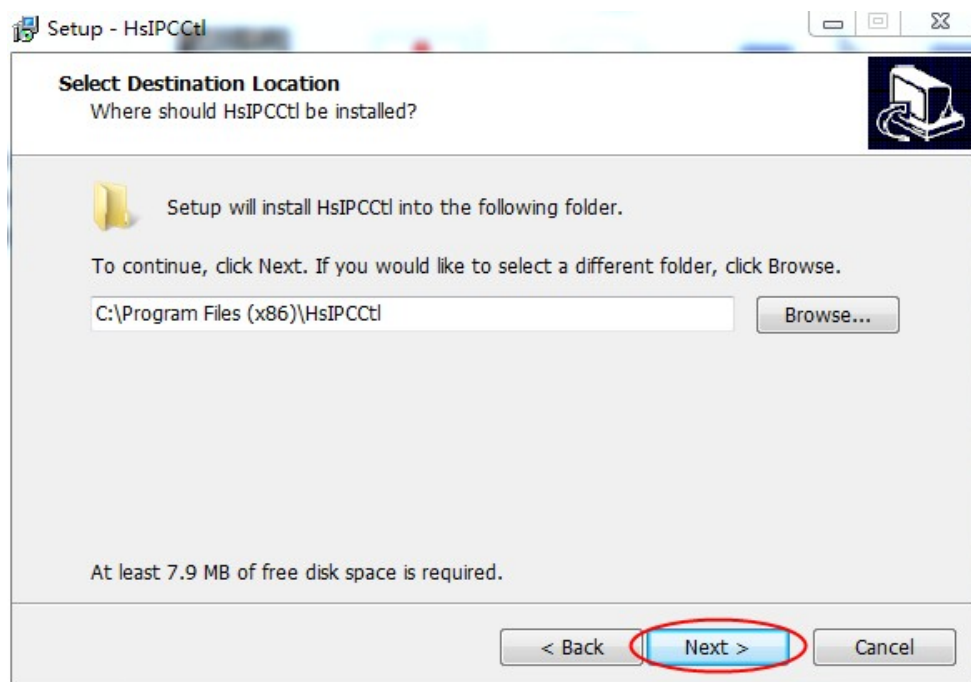 Setup - HsIPCCtl
Select Destination Location
Where should HsIPCCtl be installed?
Setup will install HsIPCCtl into the following folder.
To continue, click Next. If you would like to select a different folder, click Browse.
C:\Program Files (x86)\HsIPCCtl
Browse...
At least 7.9 MB of free disk space is required.
< Back
Next >
Cancel